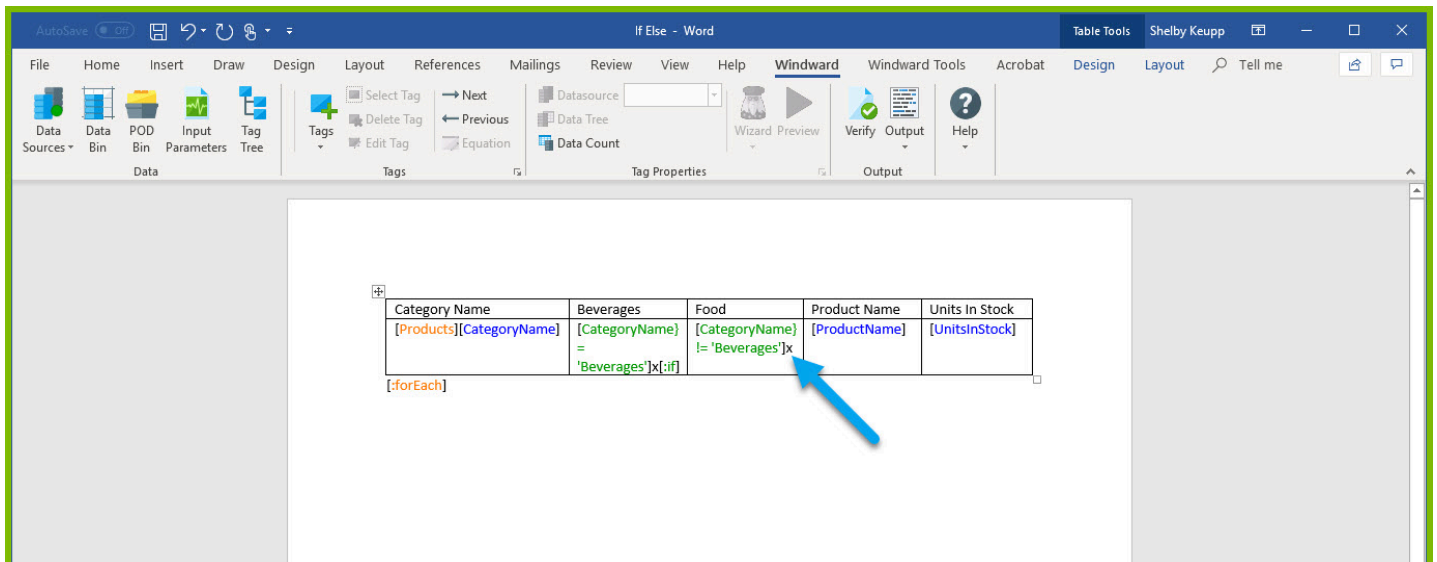 AutoSave Off If Else - Word Table Tools Shelby Keupp
File Home Insert Draw Design Layout References Mailings Review View Help Windward Windward Tools Acrobat Design Layout Tell me
Select Tag Next Datasource
Delete Tag Previous Data Tree
Data Data POD Input Tag Tags Wizard Preview Verify Output Help
Sources Bin Bin Parameters Tree Edit Tag Equation Data Count
Data Tags Tag Properties Output
Category Name Beverages Food Product Name Units In Stock
[Products][CategoryName] [CategoryName} [CategoryName} [ProductName] [UnitsInStock]
= != 'Beverages']x
'Beverages']x[:if]
[:forEach]